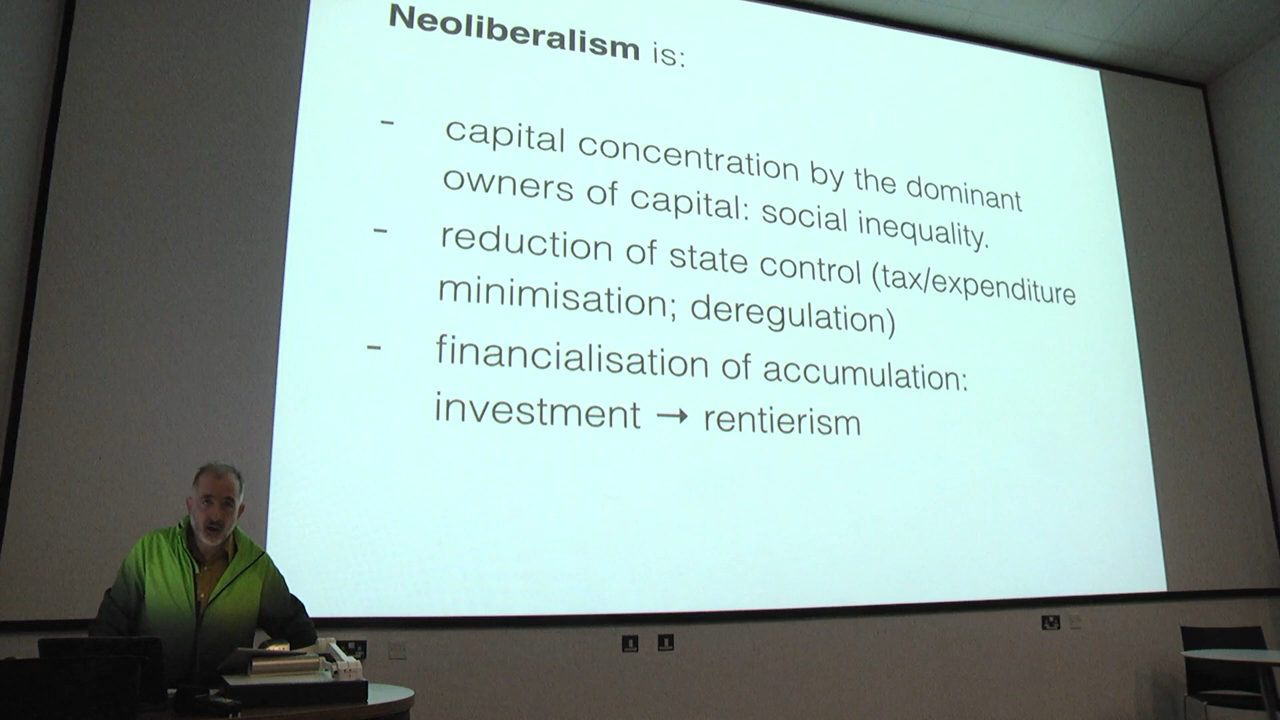 Neoliberalism is:
- capital concentration by the dominant
owners of capital: social inequality.
- reduction of state control (tax/expenditure
minimisation; deregulation)
- financialisation of accumulation:
investment → rentierism